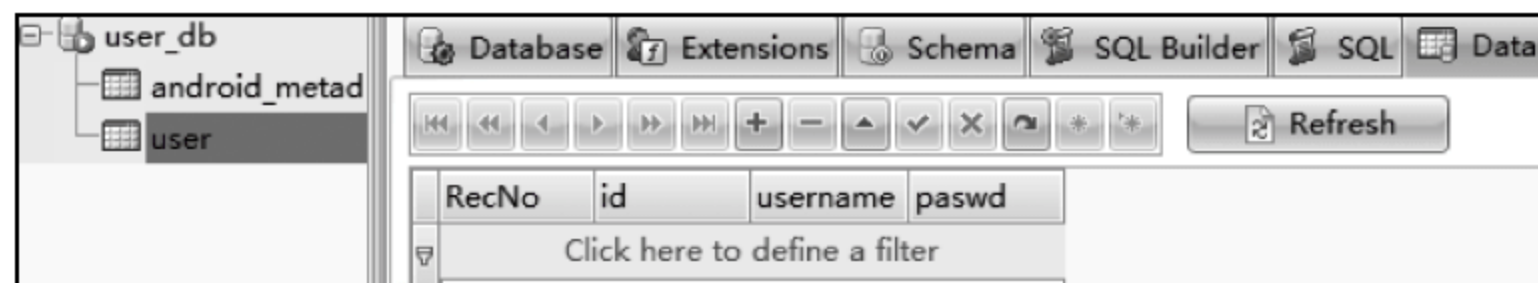 user_db
android_metad
user
Database Extensions Schema SQL Builder SQL Data
Refresh
RecNo id username paswd
Click here to define a filter